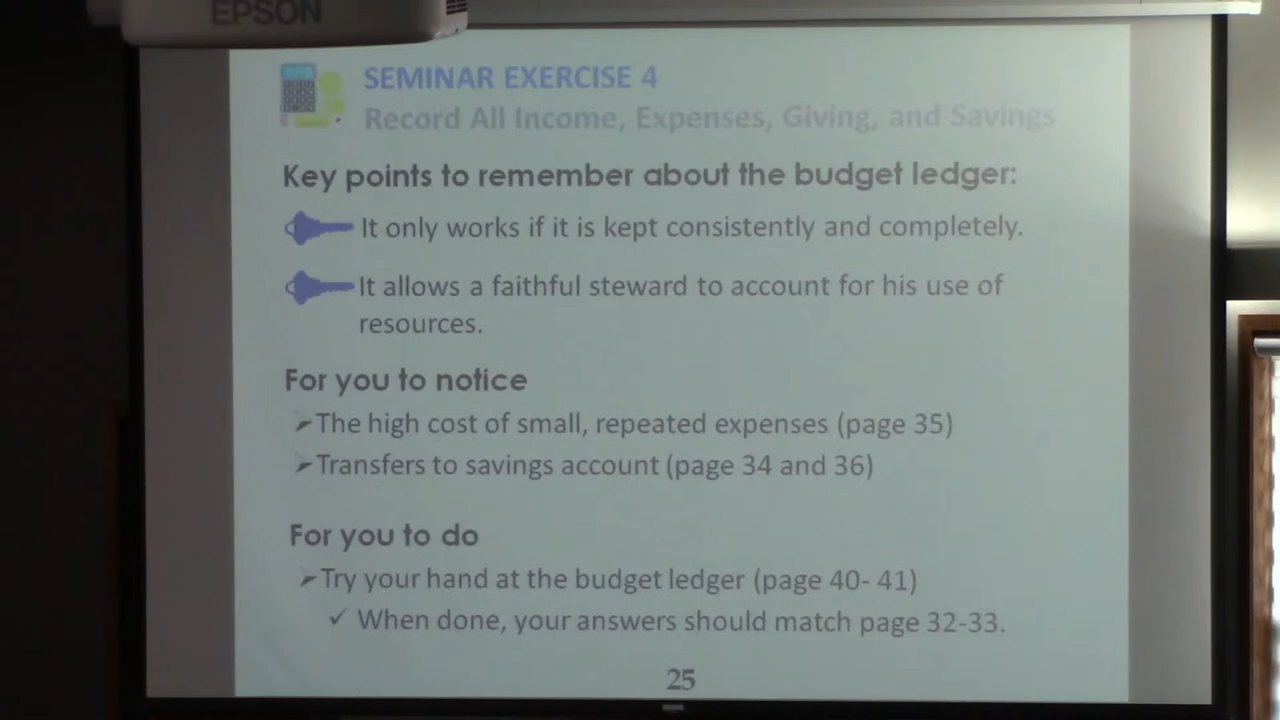 EPSON
SEMINAR EXERCISE 4
Record All Income, Expenses, Giving, and Savings
Key points to remember about the budget ledger:
It only works if it is kept consistently and completely.
It allows a faithful steward to account for his use of
resources.
For you to notice
The high cost of small, repeated expenses (page 35)
Transfers to savings account (page 34 and 36)
For you to do
Try your hand at the budget ledger (page 40- 41)
When done, your answers should match page 32-33.
25